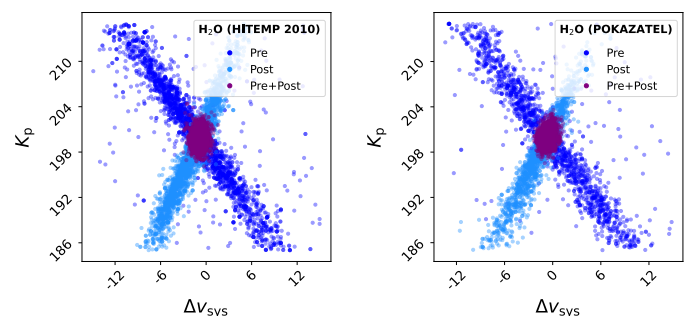 H₂O (HITEMP 2010)
Pre
Post
Pre+Post
210
204
198
192
186
Kp
-12
-6
0
6
12
Δv_sys
H₂O (POKAZATEL)
Pre
Post
Pre+Post
210
204
198
192
186
Kp
-12
-6
0
6
12
Δv_sys